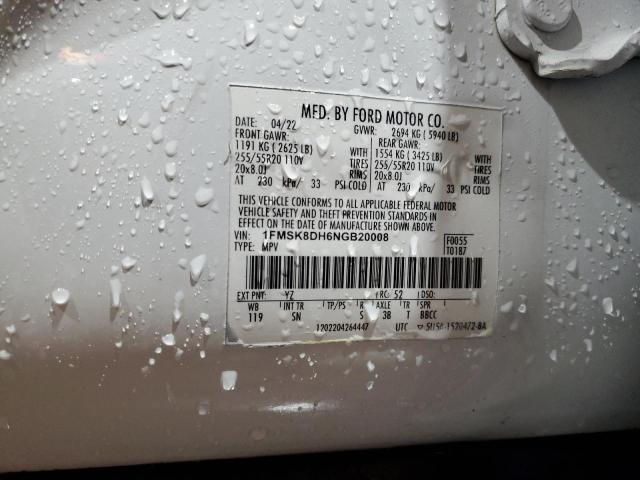 MFD. BY FORD MOTOR CO.
DATE: 04/22 GVWR: 2694 KG ( 5940 LB)
FRONT GAWR: REAR GAWR:
1191 KG ( 2625 LB) WITH 1554 KG ( 3425 LB) WITH
255/55R20 110V TIRES 255/55R20 110V TIRES
20x8.0J RIMS 20x8.0J RIMS
AT 230 kPa/ 33 PSI COLD AT 230 kPa/ 33 PSI COLD
THIS VEHICLE CONFORMS TO ALL APPLICABLE FEDERAL MOTOR
VEHICLE SAFETY AND THEFT PREVENTION STANDARDS IN
EFFECT ON THE DATE OF MANUFACTURE SHOWN ABOVE.
VIN: 1FMSK8DH6NGB20008 F0055
TYPE: MPV T0187
EXT PNT: YZ RC: 52 DSO:
WB INT TR TP/PS R AXLE TR SPR
119 SN S 3B T BBCC
1202204264447 UTC